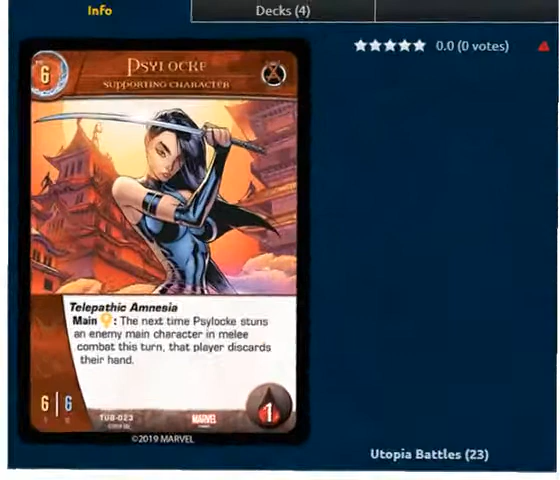 Info
Decks (4)
0.0 (0 votes)
6
PSYLOCKE
SUPPORTING CHARACTER
Telepathic Amnesia
Main : The next time Psylocke stuns
an enemy main character in melee
combat this turn, that player discards
their hand.
6 | 6
TUB-023
MARVEL
1
©2019 MARVEL
Utopia Battles (23)